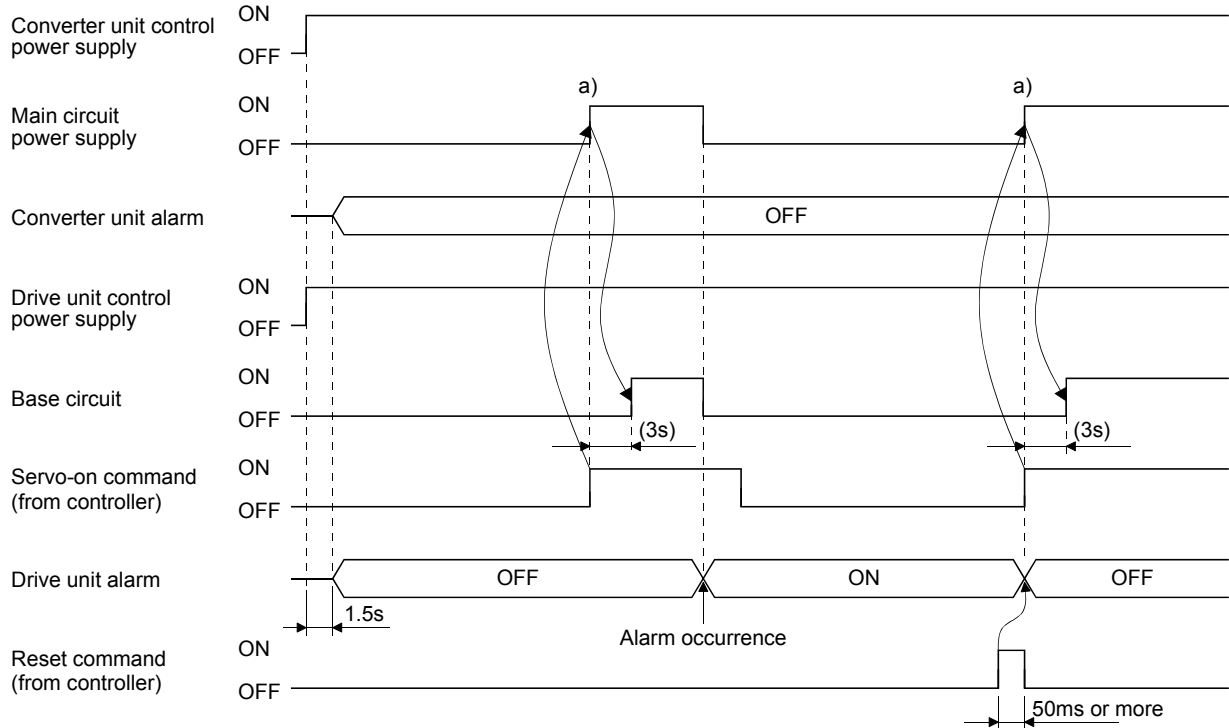 Converter unit control
power supply
ON
OFF
Main circuit
power supply
ON
OFF
a)
a)
Converter unit alarm
OFF
Drive unit control
power supply
ON
OFF
Base circuit
ON
OFF
(3s)
(3s)
Servo-on command
(from controller)
ON
OFF
Drive unit alarm
OFF
ON
OFF
1.5s
Alarm occurrence
Reset command
(from controller)
ON
OFF
50ms or more